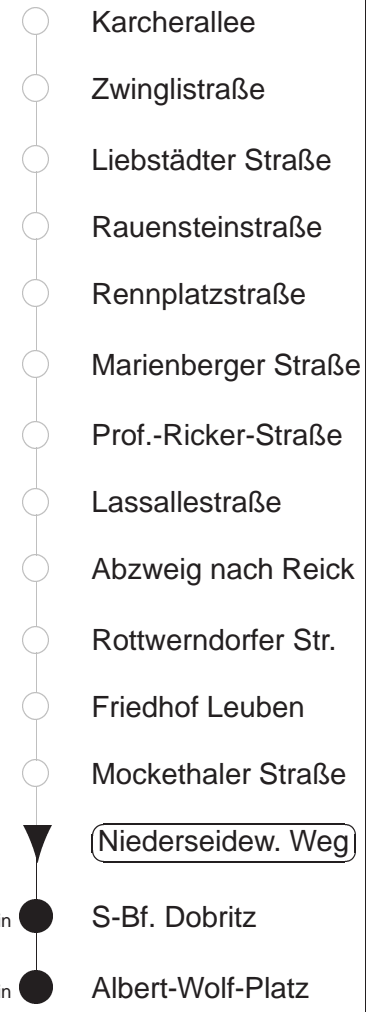 Karcherallee
Zwinglistraße
Liebstädter Straße
Rauensteinstraße
Rennplatzstraße
Marienberger Straße
Prof.-Ricker-Straße
Lassallestraße
Abzweig nach Reick
Rottwerndorfer Str.
Friedhof Leuben
Mockethaler Straße
Niederseidew. Weg
S-Bf. Dobritz
Albert-Wolf-Platz